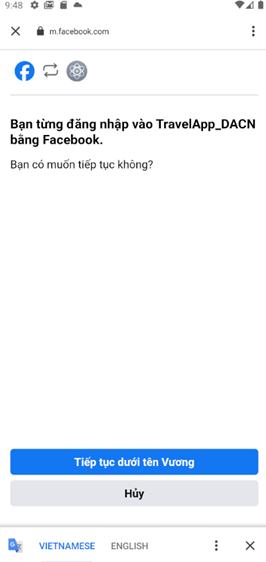 9:48
m.facebook.com
Bạn từng đăng nhập vào TravelApp_DACN
bằng Facebook.
Bạn có muốn tiếp tục không?
Tiếp tục dưới tên Vương
Hủy
VIETNAMESE ENGLISH